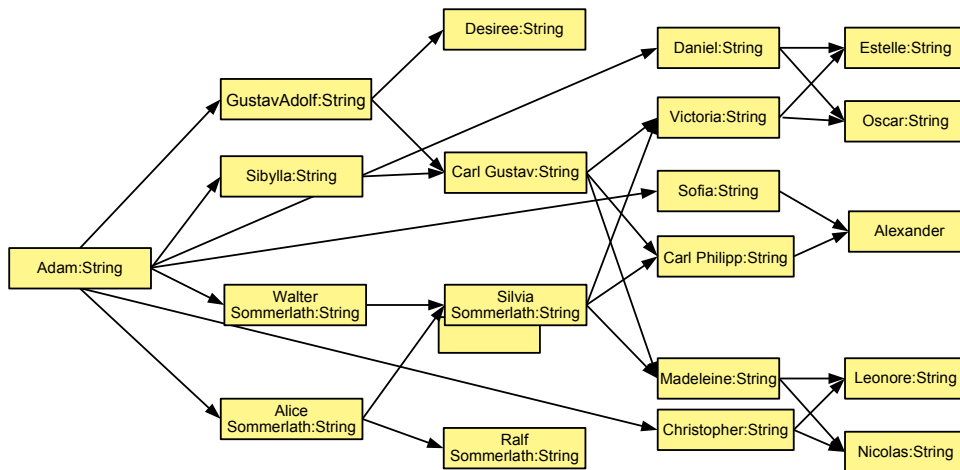 Desiree:String
Daniel:String
Estelle:String
GustavAdolf:String
Victoria:String
Oscar:String
Sibylla:String
Carl Gustav:String
Sofia:String
Alexander
Adam:String
Carl Philipp:String
Walter
Sommerlath:String
Silvia
Sommerlath:String
Madeleine:String
Leonore:String
Alice
Sommerlath:String
Christopher:String
Ralf
Sommerlath:String
Nicolas:String